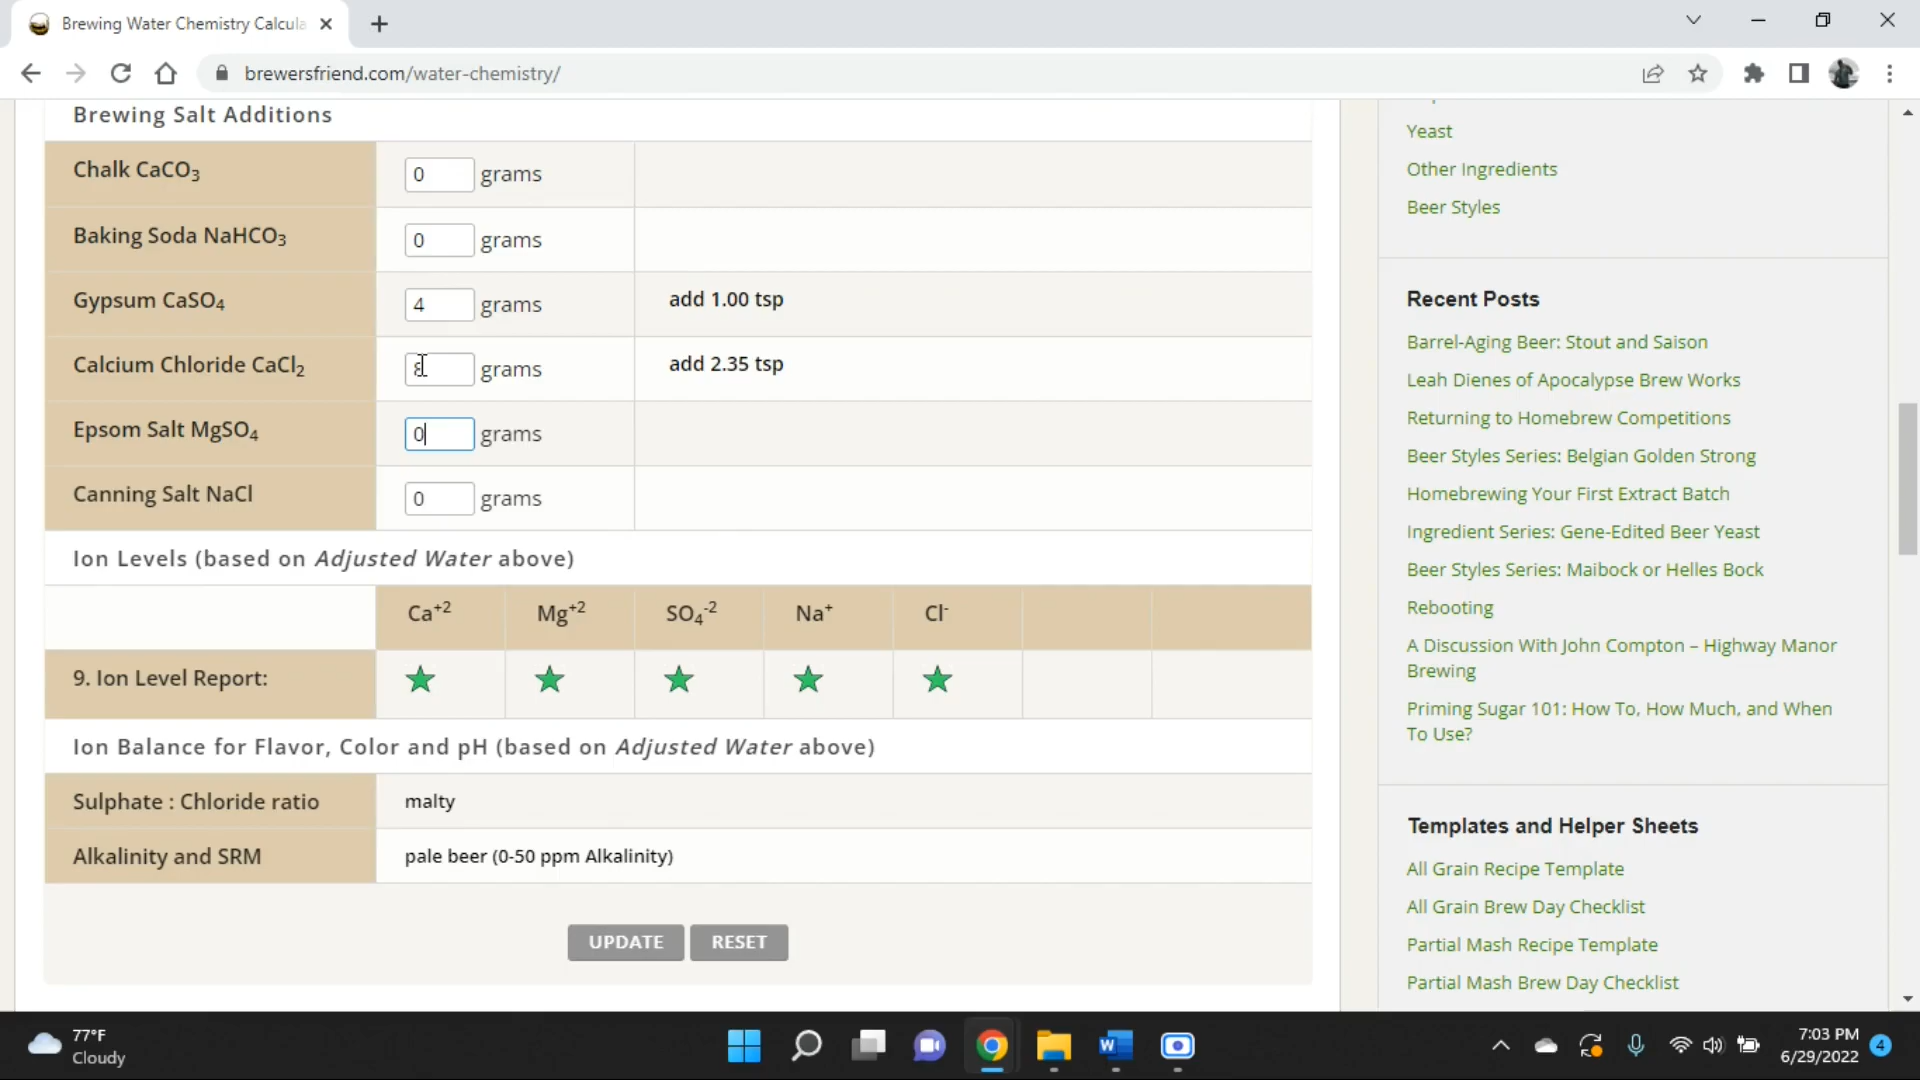 Brewing Water Chemistry Calcula
brewersfriend.com/water-chemistry/
Brewing Salt Additions
Chalk CaCO3 0 grams
Baking Soda NaHCO3 0 grams
Gypsum CaSO4 4 grams add 1.00 tsp
Calcium Chloride CaCl2 grams add 2.35 tsp
Epsom Salt MgSO4 0 grams
Canning Salt NaCl 0 grams
Ion Levels (based on Adjusted Water above)
Ca+2 Mg+2 SO4-2 Na+ Cl-
9. Ion Level Report:
Ion Balance for Flavor, Color and pH (based on Adjusted Water above)
Sulphate : Chloride ratio malty
Alkalinity and SRM pale beer (0-50 ppm Alkalinity)
UPDATE RESET
Yeast
Other Ingredients
Beer Styles
Recent Posts
Barrel-Aging Beer: Stout and Saison
Leah Dienes of Apocalypse Brew Works
Returning to Homebrew Competitions
Beer Styles Series: Belgian Golden Strong
Homebrewing Your First Extract Batch
Ingredient Series: Gene-Edited Beer Yeast
Beer Styles Series: Maibock or Helles Bock
Rebooting
A Discussion With John Compton – Highway Manor
Brewing
Priming Sugar 101: How To, How Much, and When
To Use?
Templates and Helper Sheets
All Grain Recipe Template
All Grain Brew Day Checklist
Partial Mash Recipe Template
Partial Mash Brew Day Checklist
77°F
Cloudy
W
7:03 PM
6/29/2022
4